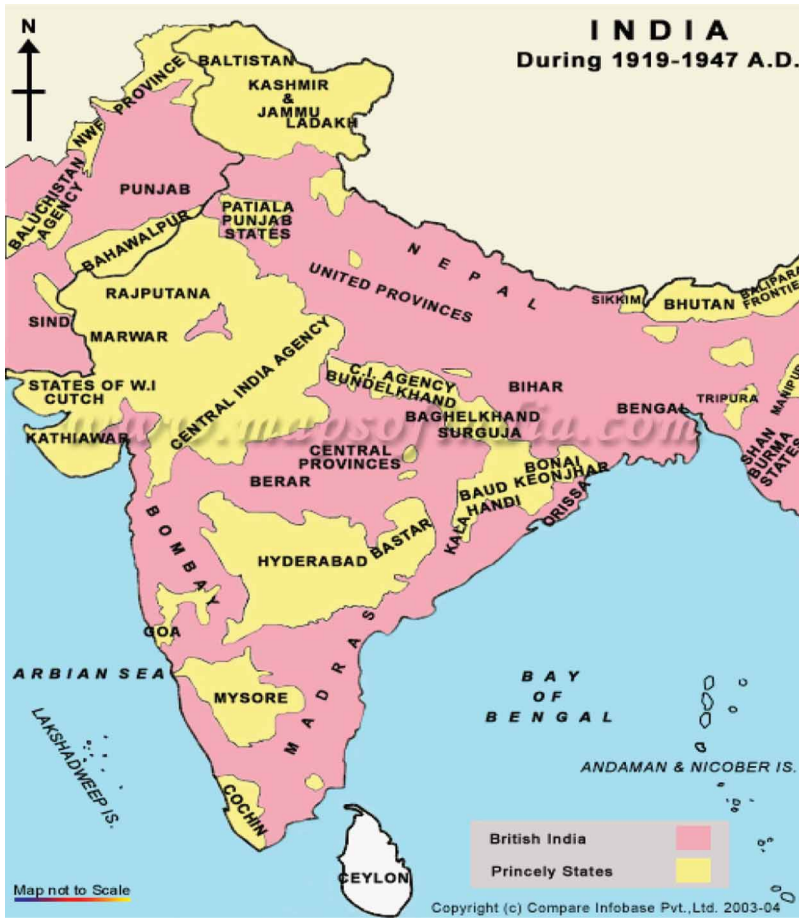 INDIA
During 1919-1947 A.D.
N
BALTISTAN
KASHMIR
&
JAMMU
LADAKH
NWF PROVINCE
PUNJAB
BALUCHISTAN
AGENCY
PATIALA
PUNJAB
STATES
BAHAWALPUR
NEPAL
RAJPUTANA
UNITED PROVINCES
SIKKIM
BHUTAN
BALIPARA
FRONTIE
SIND
MARWAR
CENTRAL INDIA AGENCY
C.I. AGENCY
BUNDELKHAND
BIHAR
STATES OF W.I
CUTCH
BAGHELKHAND
SURGUJA
BENGAL
TRIPURA
MANIPUR
www.mapsofindia.com
KATHIAWAR
CENTRAL
PROVINCES
SHAN
BURMA
STATES
BERAR
BONAI
BAUD KEONJHAR
KALAHANDI
ORISSA
BOMBAY
HYDERABAD
BASTAR
GOA
MADRAS
ARBIAN SEA
MYSORE
BAY
OF
BENGAL
LAKSHADWEEP IS.
ANDAMAN & NICOBER IS.
COCHIN
CEYLON
British India
Princely States
Map not to Scale
Copyright (c) Compare Infobase Pvt.,Ltd. 2003-04